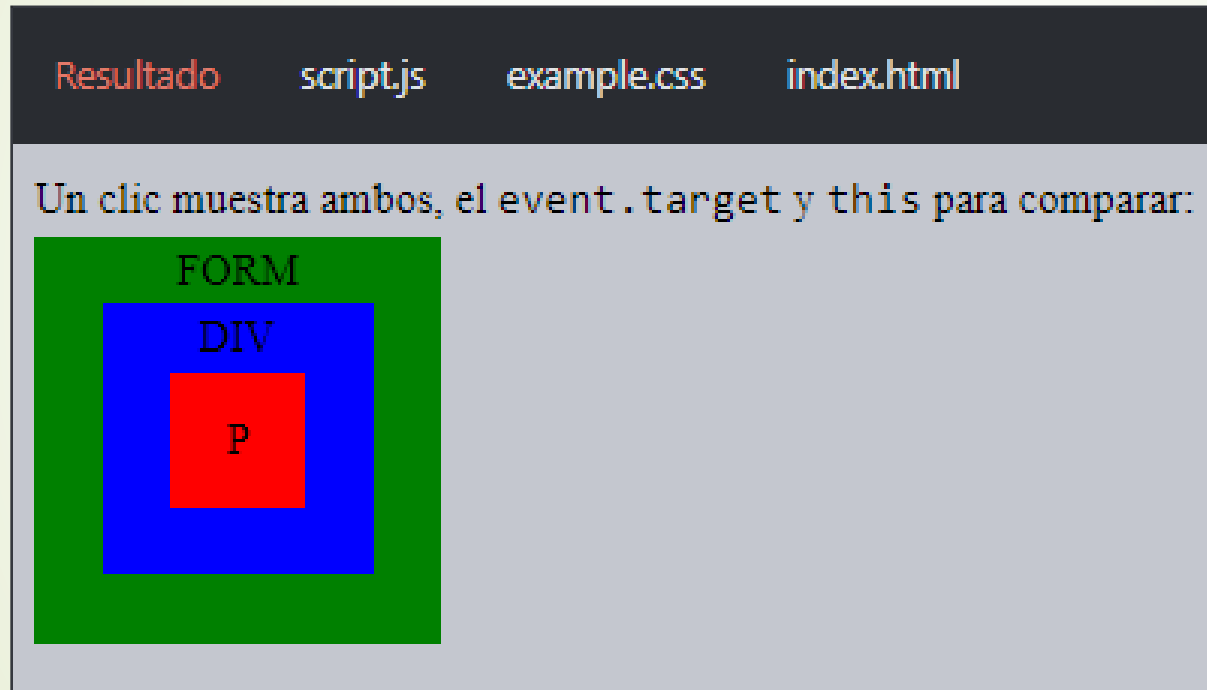 Resultado script.js example.css index.html
Un clic muestra ambos, el event.target y this para comparar:
FORM
DIV
P